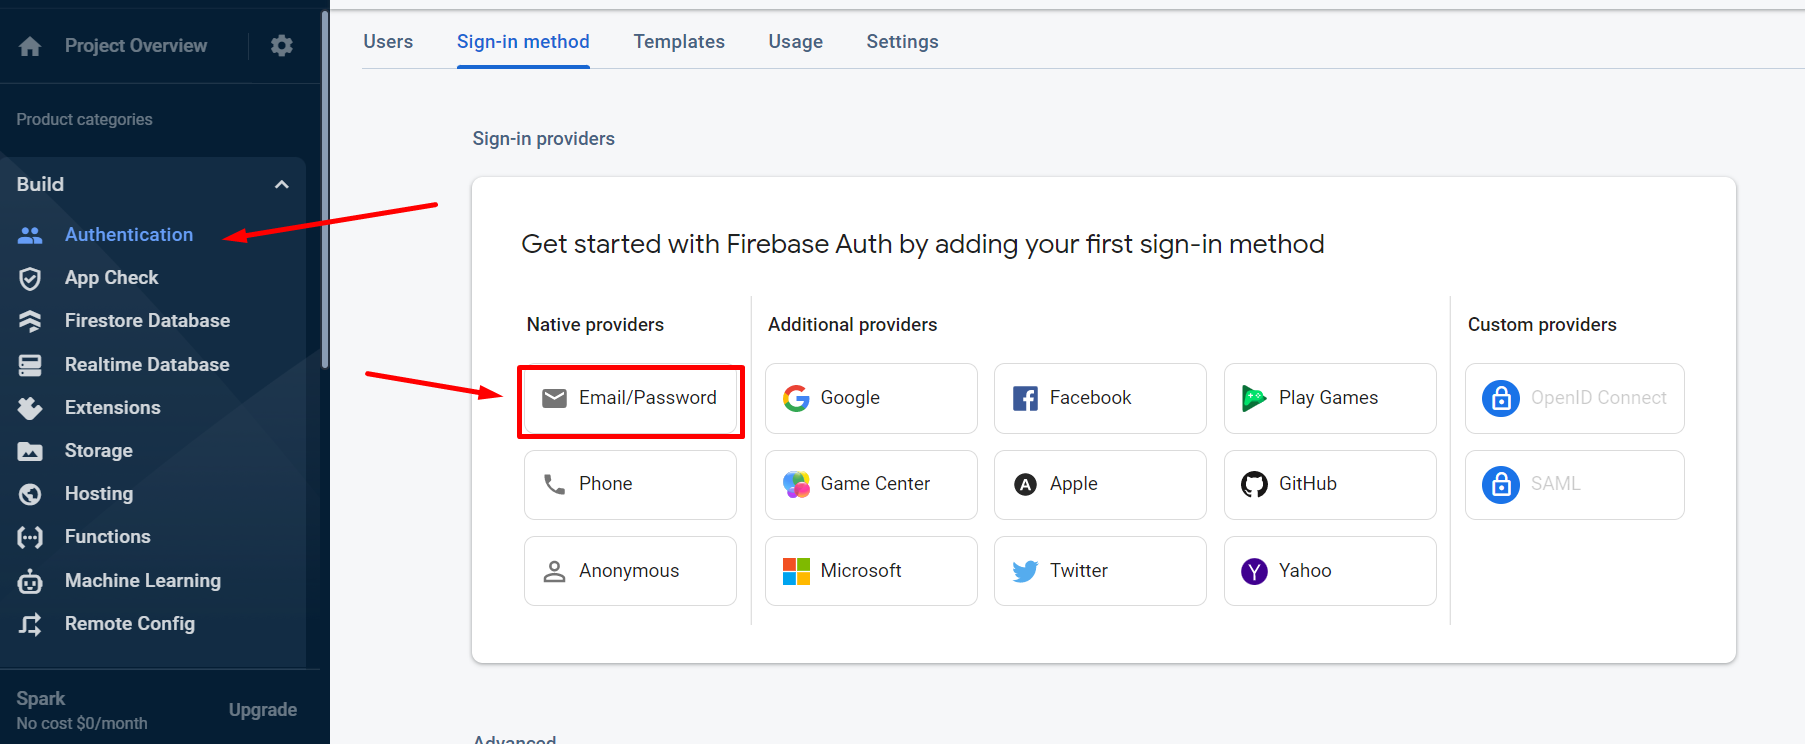 Project Overview
Product categories
Build
Authentication
App Check
Firestore Database
Realtime Database
Extensions
Storage
Hosting
Functions
Machine Learning
Remote Config
Spark
No cost $0/month
Upgrade
Users
Sign-in method
Templates
Usage
Settings
Sign-in providers
Get started with Firebase Auth by adding your first sign-in method
Native providers
Email/Password
Phone
Anonymous
Additional providers
Google
Facebook
Play Games
Game Center
Apple
GitHub
Microsoft
Twitter
Yahoo
Custom providers
OpenID Connect
SAML
Advanced